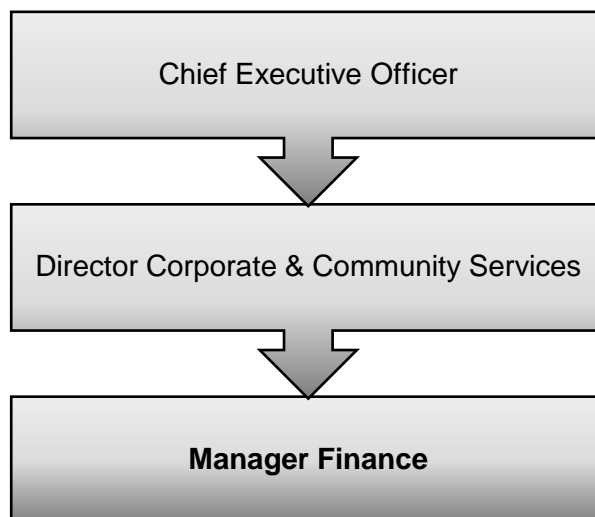 Chief Executive Officer
Director Corporate & Community Services
Manager Finance